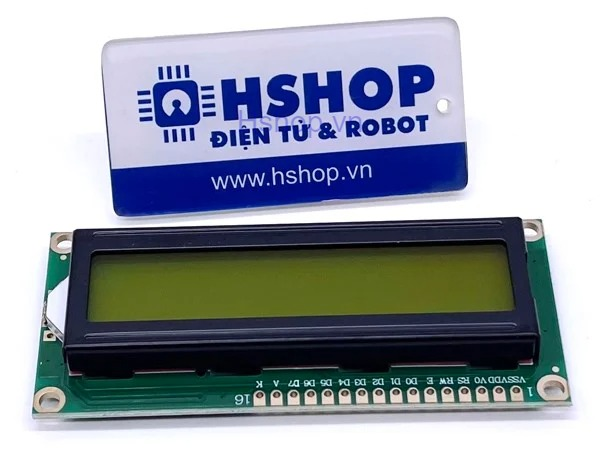 HSHOP
Hshop.vn
ĐIỆN TỬ & ROBOT
www.hshop.vn
16 K A D7 D6 D5 D4 D3 D2 D1 D0 E RW RS V0 VDD VSS 1